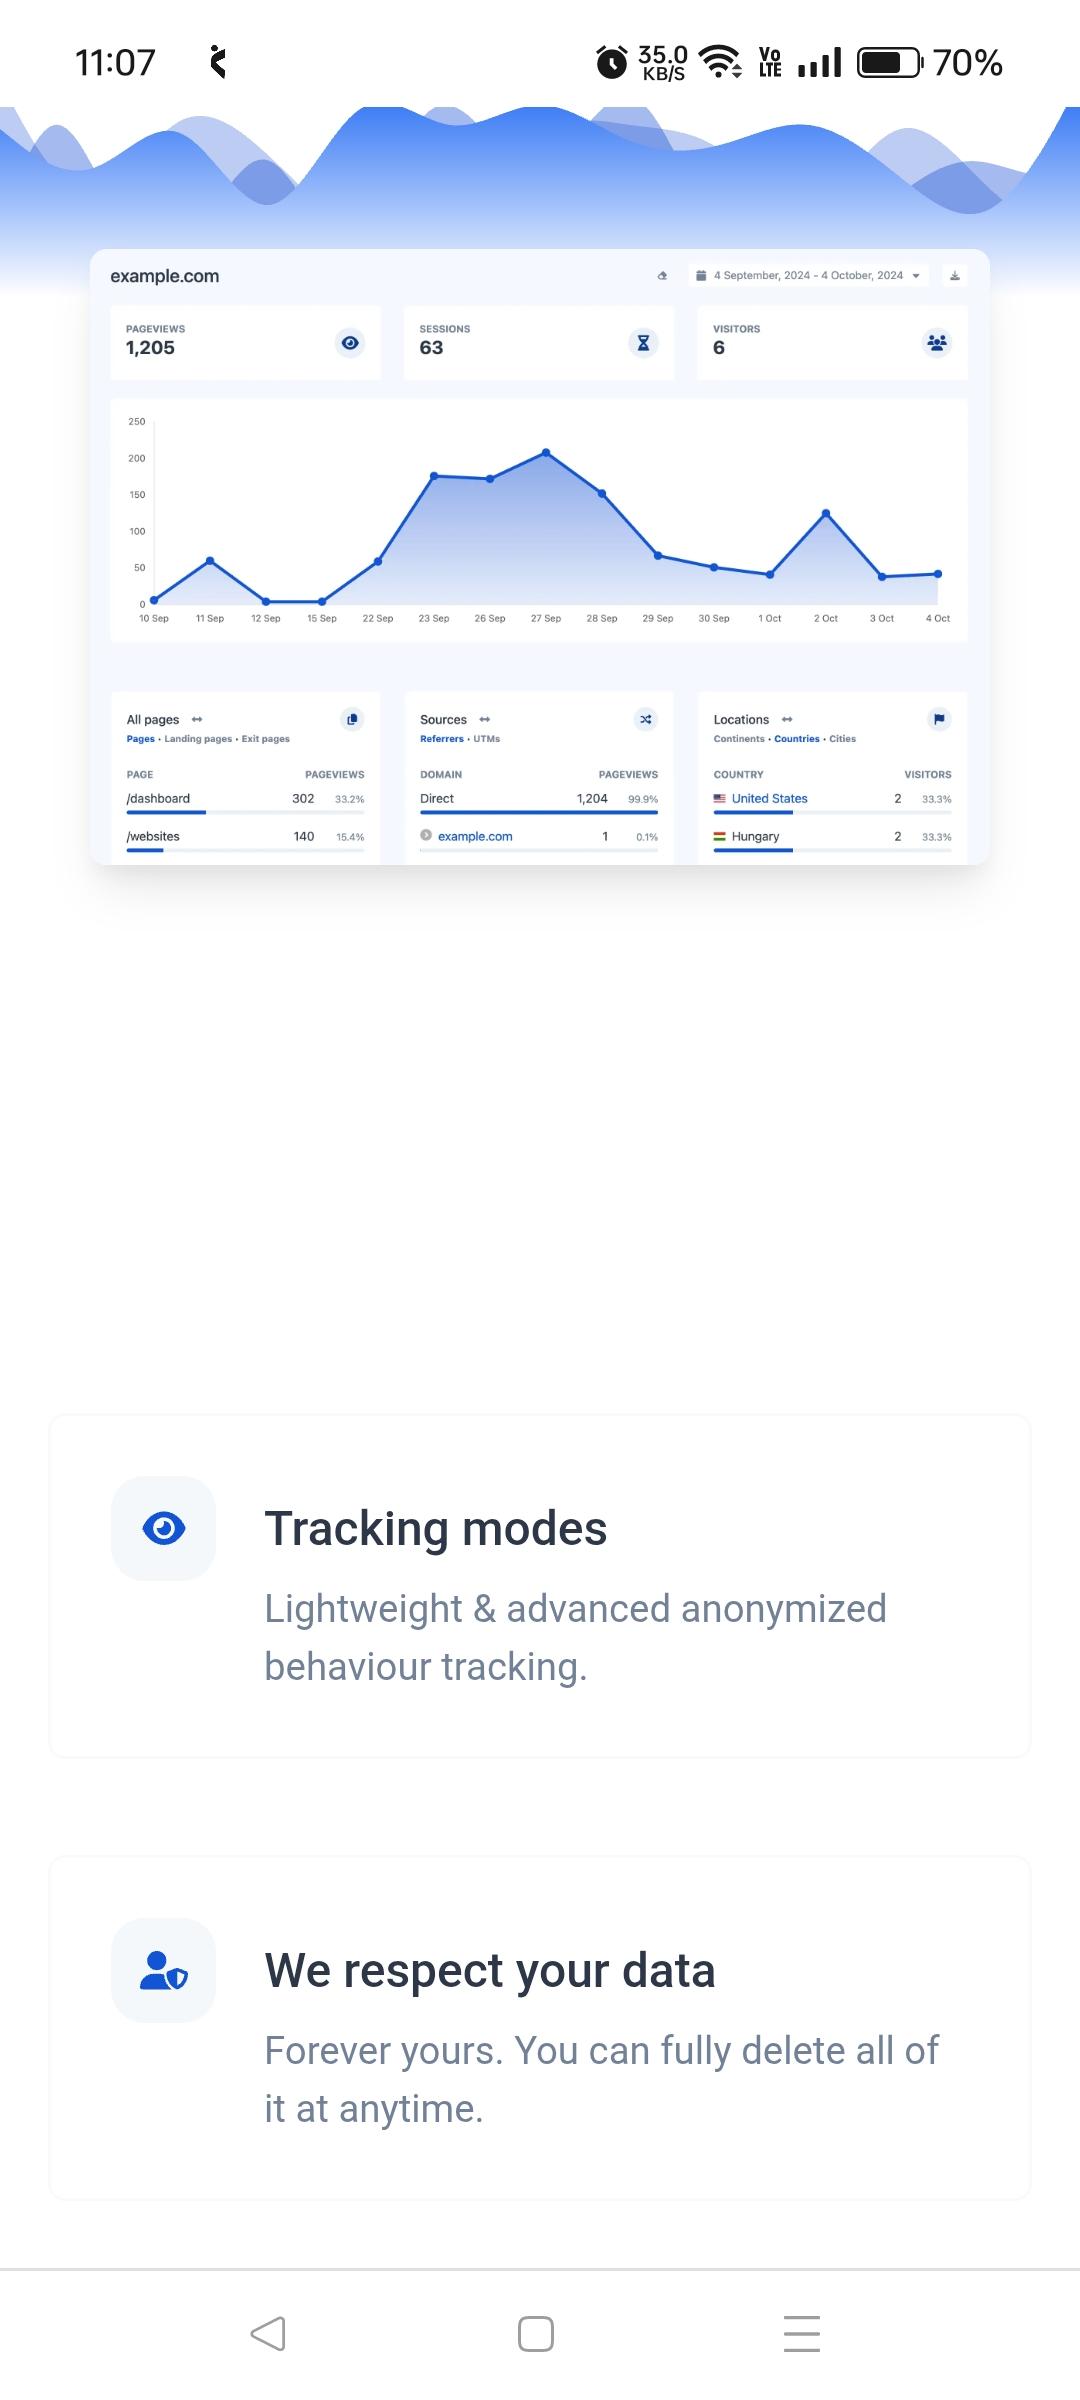 11:07
35.0
KB/S
Vo
LTE
70%
example.com
4 September, 2024 - 4 October, 2024
PAGEVIEWS
1,205
SESSIONS
63
VISITORS
6
250
200
150
100
50
0
10 Sep 11 Sep 12 Sep 15 Sep 22 Sep 23 Sep 26 Sep 27 Sep 28 Sep 29 Sep 30 Sep 1 Oct 2 Oct 3 Oct 4 Oct
All pages
Pages • Landing pages • Exit pages
PAGE PAGEVIEWS
/dashboard 302 33.2%
/websites 140 15.4%
Sources
Referrers • UTMs
DOMAIN PAGEVIEWS
Direct 1,204 99.9%
example.com 1 0.1%
Locations
Continents • Countries • Cities
COUNTRY VISITORS
United States 2 33.3%
Hungary 2 33.3%
Tracking modes
Lightweight & advanced anonymized
behaviour tracking.
We respect your data
Forever yours. You can fully delete all of
it at anytime.